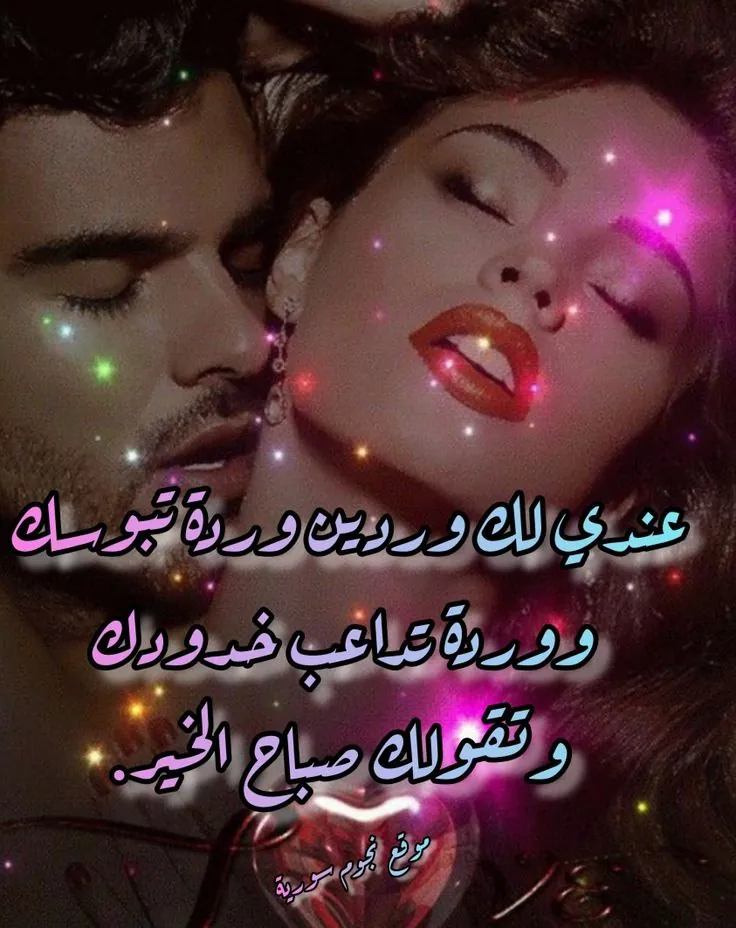 عندي لك وردين وردة تبوسك
ووردة تداعب خدودك
وتقولك صباح الخير.
موقع نجوم سورية